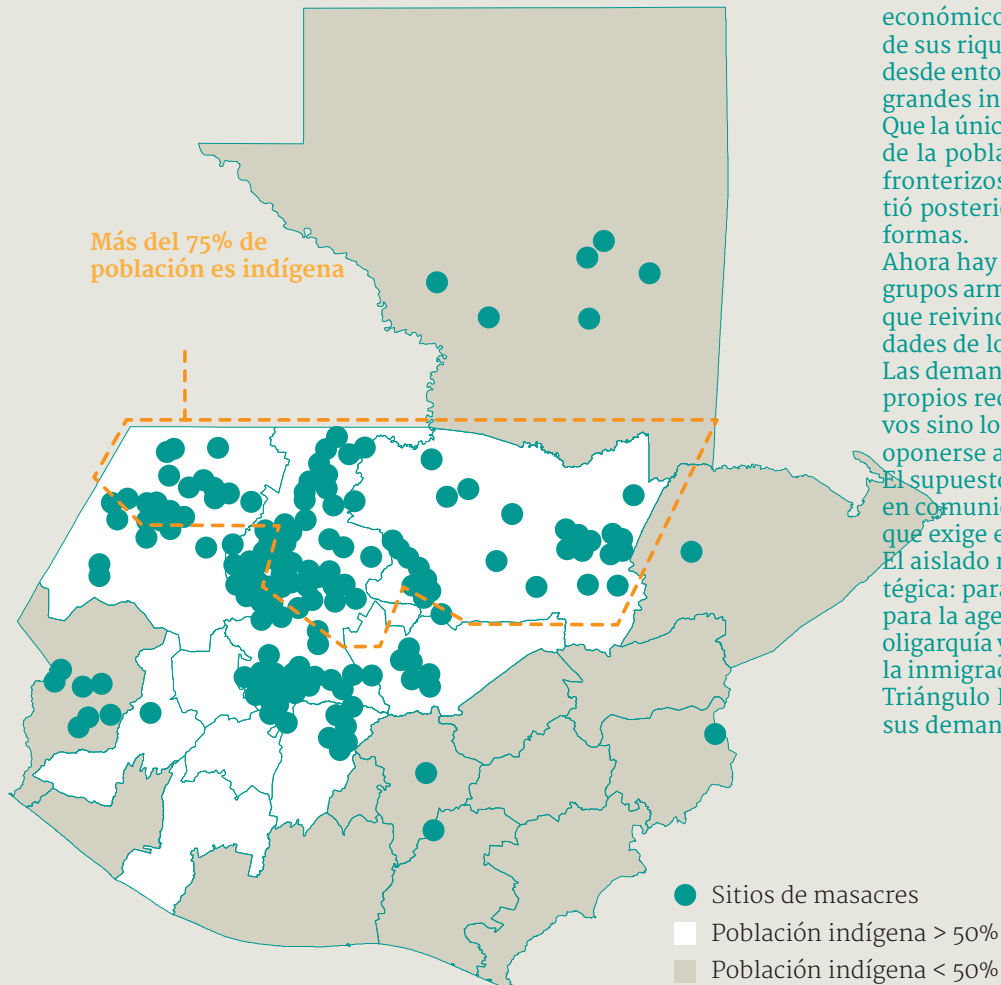 económico
de sus riqu
desde ento
grandes in
Que la únic
de la pobla
fronterizos
tió posterio
formas.
Ahora hay
grupos arm
que reivind
dades de lo
Las deman
propios rec
vos sino lo
oponerse a
El supuesto
en comunic
que exige e
El aislado r
tégica: para
para la age
oligarquía y
la inmigrac
Triángulo
sus deman
Más del 75% de
población es indígena
Sitios de masacres
Población indígena > 50%
Población indígena < 50%